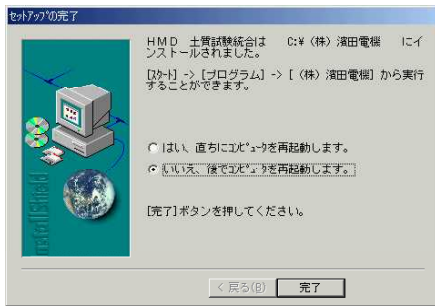 セットアップの完了
HMD 土質試験統合は C:¥ (株) 濱田電機 にイ
ンストールされました。
[スタート] -> [プログラム] -> [ (株) 濱田電機] から実行
することができます。
はい、直ちにコンピュータを再起動します。
いいえ、後でコンピュータを再起動します。
[完了]ボタンを押してください。
InstallShield
< 戻る(B)
完了